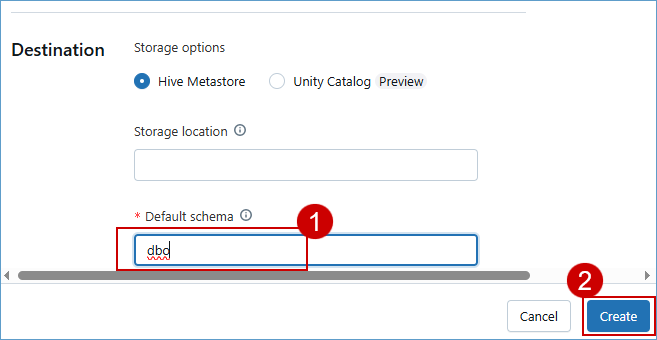 Destination
Storage options
Hive Metastore Unity Catalog Preview
Storage location
* Default schema
1
dbo
2
Cancel Create